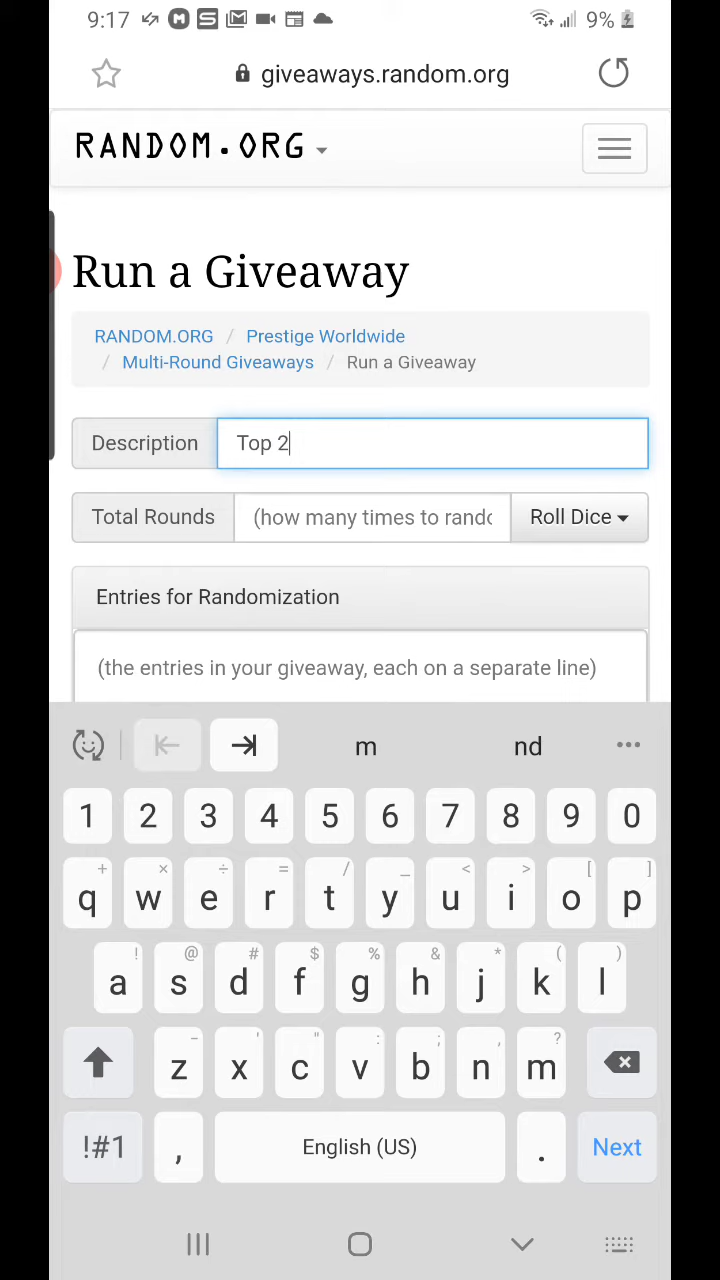 9:17 9%
giveaways.random.org
RANDOM.ORG
Run a Giveaway
RANDOM.ORG / Prestige Worldwide
/ Multi-Round Giveaways / Run a Giveaway
Description Top 2
Total Rounds (how many times to rando Roll Dice
Entries for Randomization
(the entries in your giveaway, each on a separate line)
m nd ...
1 2 3 4 5 6 7 8 9 0
+ × ÷ = / _ < > [ ]
q w e r t y u i o p
! @ # $ % & * ( )
a s d f g h j k l
- ' " : ; , ?
z x c v b n m
!#1 , English (US) . Next